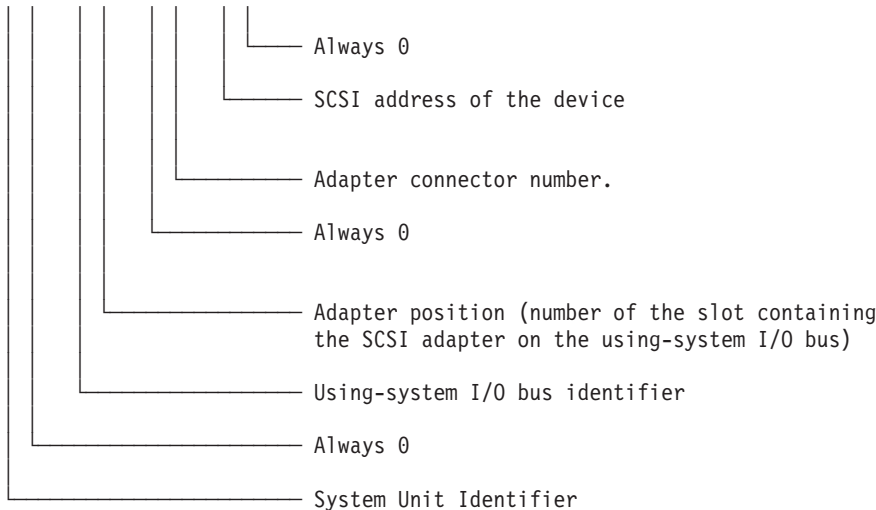 Always 0
SCSI address of the device
Adapter connector number.
Always 0
Adapter position (number of the slot containing
the SCSI adapter on the using-system I/O bus)
Using-system I/O bus identifier
Always 0
System Unit Identifier